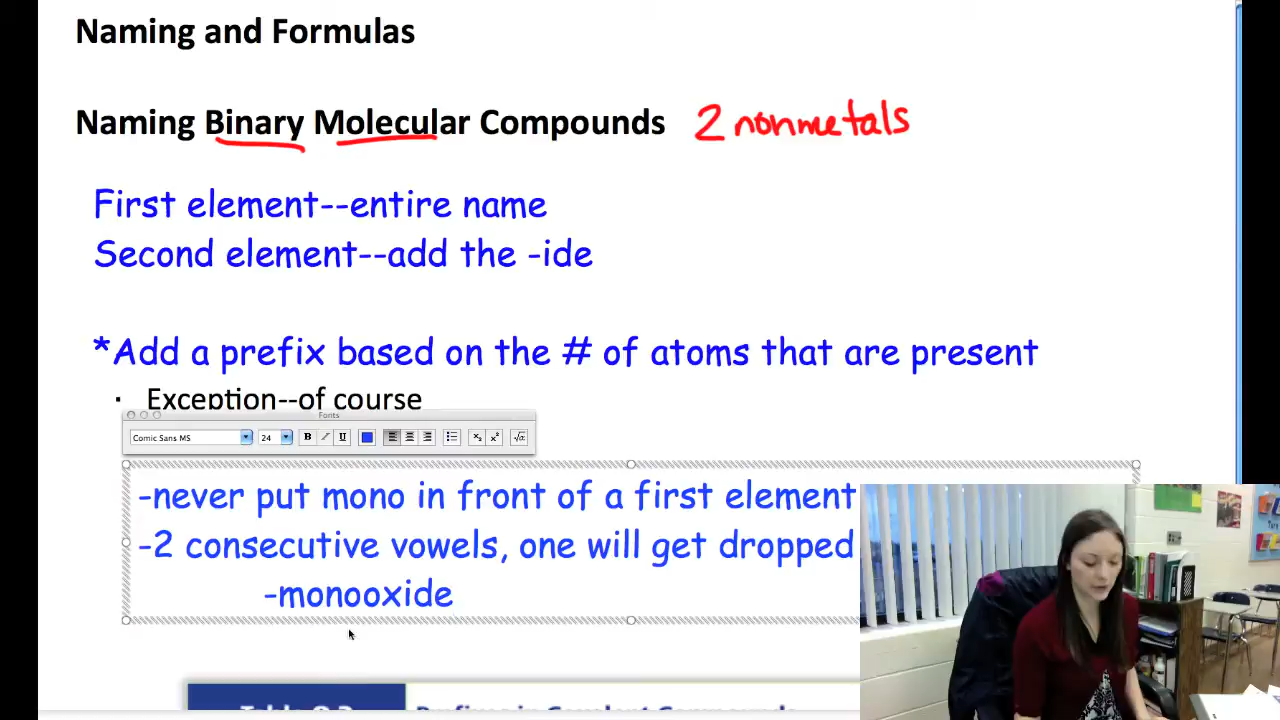 Naming and Formulas
Naming Binary Molecular Compounds 2 nonmetals
First element--entire name
Second element--add the -ide
*Add a prefix based on the # of atoms that are present
· Exception--of course
Fonts
Comic Sans MS 24 B I U
-never put mono in front of a first element
-2 consecutive vowels, one will get dropped
-monooxide